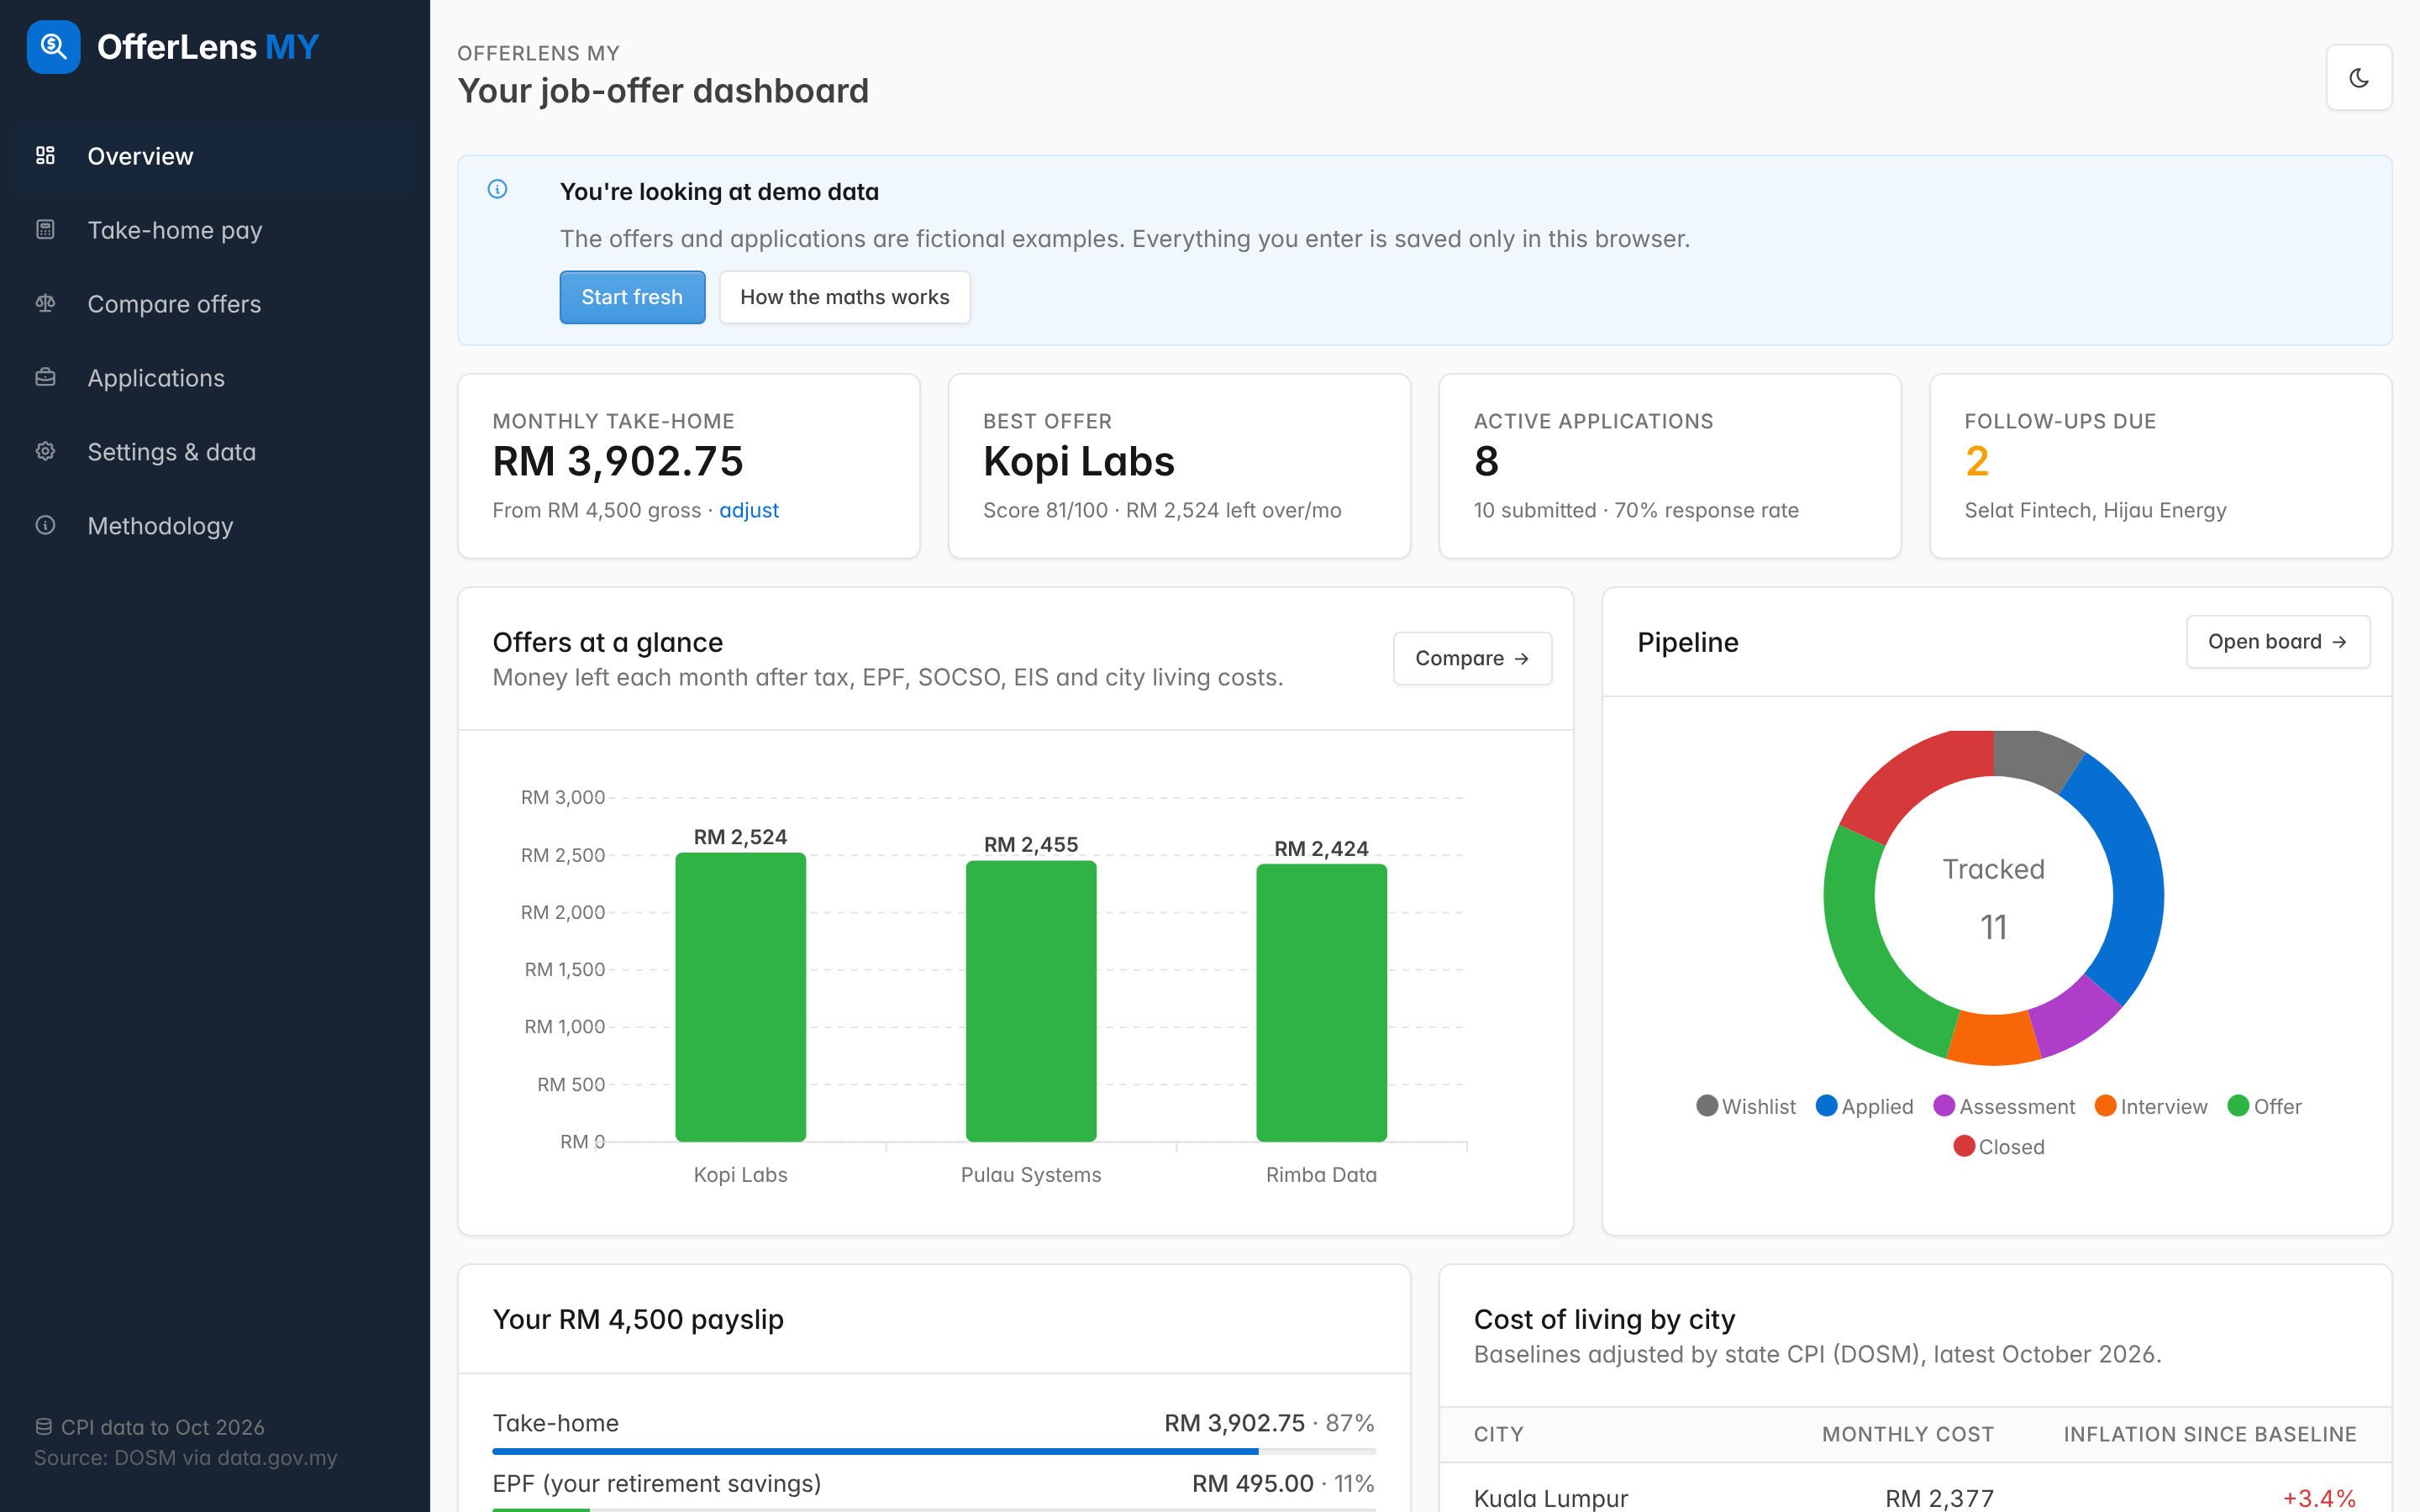 OfferLens MY
Overview
Take-home pay
Compare offers
Applications
Settings & data
Methodology
CPI data to Oct 2026
Source: DOSM via data.gov.my
OFFERLENS MY
Your job-offer dashboard
You're looking at demo data
The offers and applications are fictional examples. Everything you enter is saved only in this browser.
Start fresh
How the maths works
MONTHLY TAKE-HOME
RM 3,902.75
From RM 4,500 gross · adjust
BEST OFFER
Kopi Labs
Score 81/100 · RM 2,524 left over/mo
ACTIVE APPLICATIONS
8
10 submitted · 70% response rate
FOLLOW-UPS DUE
2
Selat Fintech, Hijau Energy
Offers at a glance
Money left each month after tax, EPF, SOCSO, EIS and city living costs.
Compare →
RM 3,000
RM 2,500
RM 2,000
RM 1,500
RM 1,000
RM 500
RM 0
RM 2,524
RM 2,455
RM 2,424
Kopi Labs
Pulau Systems
Rimba Data
Pipeline
Open board →
Tracked
11
Wishlist Applied Assessment Interview Offer
Closed
Your RM 4,500 payslip
Take-home RM 3,902.75 · 87%
EPF (your retirement savings) RM 495.00 · 11%
Cost of living by city
Baselines adjusted by state CPI (DOSM), latest October 2026.
CITY MONTHLY COST INFLATION SINCE BASELINE
Kuala Lumpur RM 2,377 +3.4%